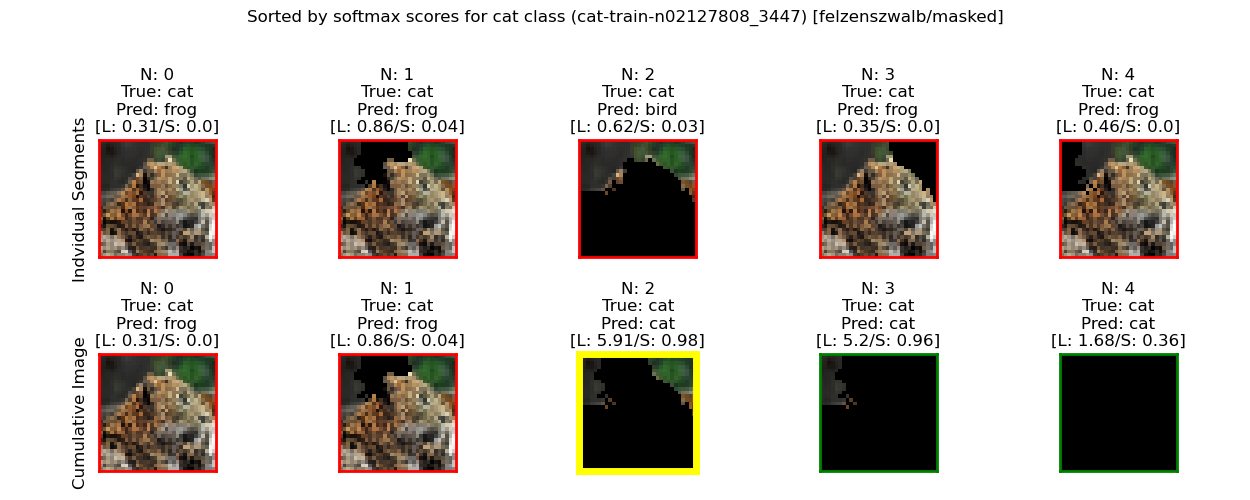 Sorted by softmax scores for cat class (cat-train-n02127808_3447) [felzenszwalb/masked]
Indvidual Segments
N: 0
True: cat
Pred: frog
[L: 0.31/S: 0.0]
N: 1
True: cat
Pred: frog
[L: 0.86/S: 0.04]
N: 2
True: cat
Pred: bird
[L: 0.62/S: 0.03]
N: 3
True: cat
Pred: frog
[L: 0.35/S: 0.0]
N: 4
True: cat
Pred: frog
[L: 0.46/S: 0.0]
Cumulative Image
N: 0
True: cat
Pred: frog
[L: 0.31/S: 0.0]
N: 1
True: cat
Pred: frog
[L: 0.86/S: 0.04]
N: 2
True: cat
Pred: cat
[L: 5.91/S: 0.98]
N: 3
True: cat
Pred: cat
[L: 5.2/S: 0.96]
N: 4
True: cat
Pred: cat
[L: 1.68/S: 0.36]